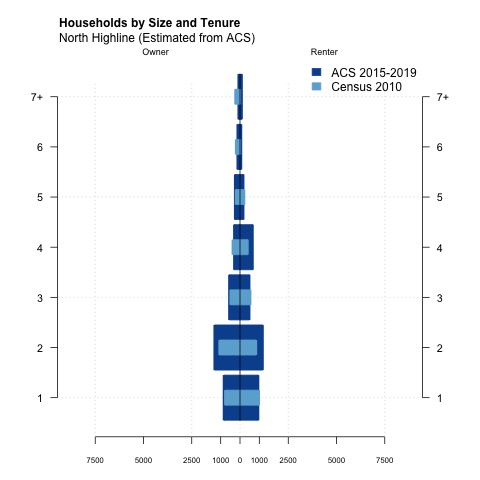 Households by Size and Tenure
North Highline (Estimated from ACS)
Owner
Renter
ACS 2015-2019
Census 2010
7+ 7+
6 6
5 5
4 4
3 3
2 2
1 1
7500 5000 2500 1000 0 1000 2500 5000 7500